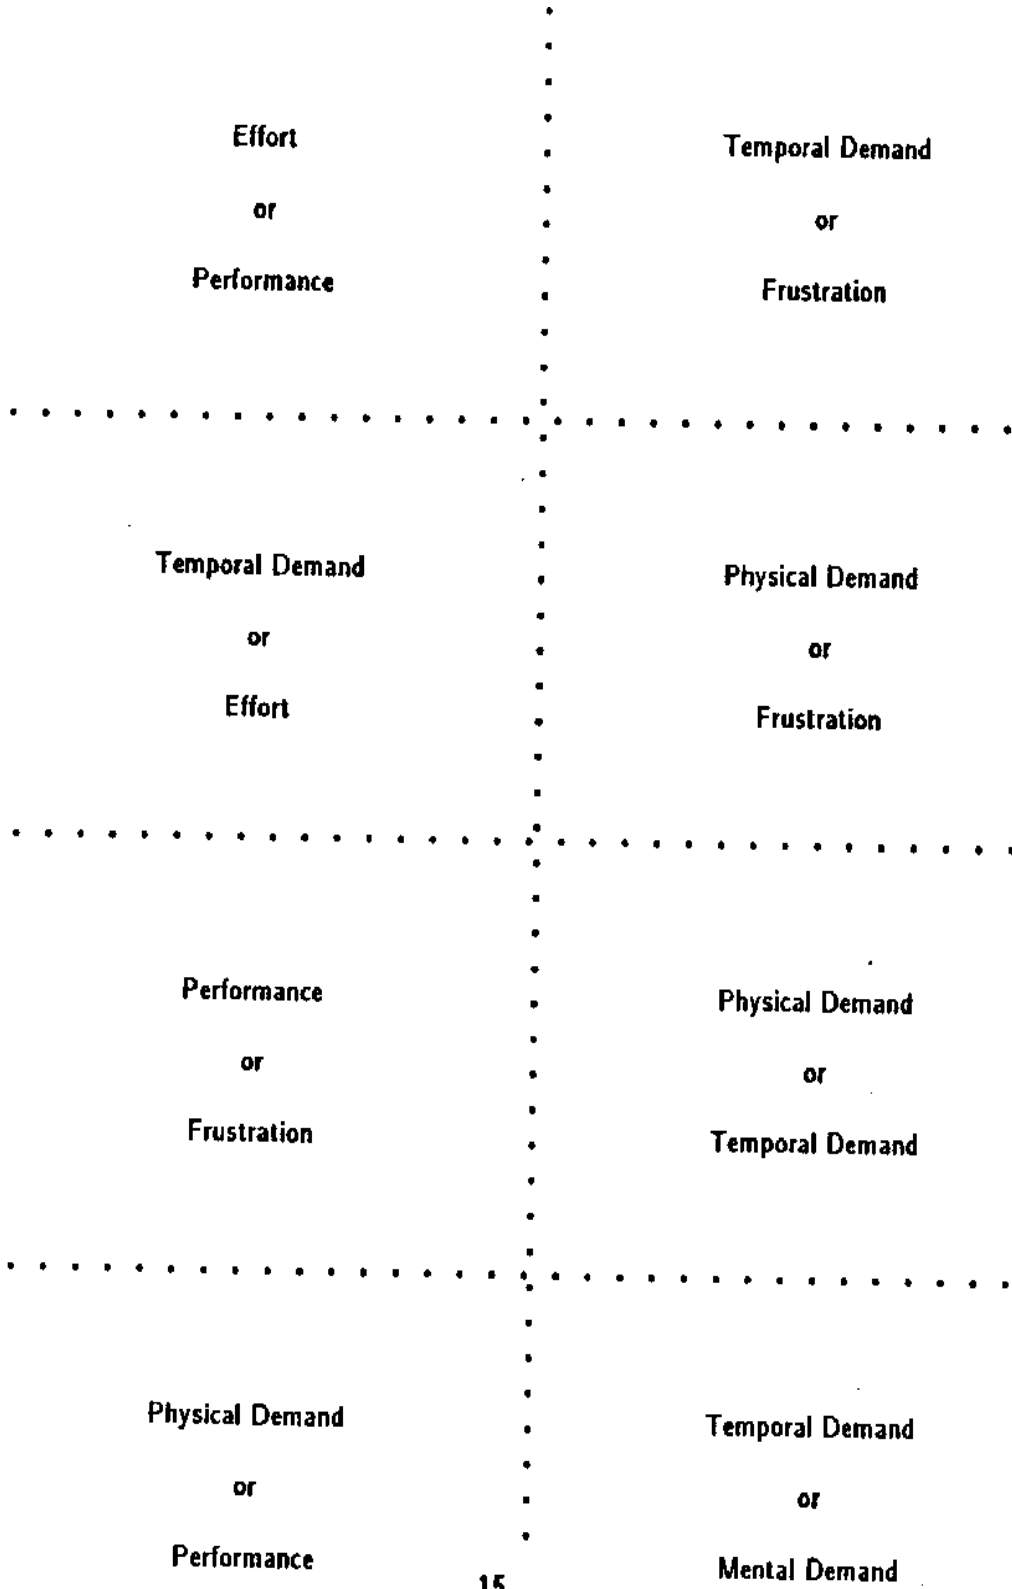 Effort
or
Performance
Temporal Demand
or
Frustration
Temporal Demand
or
Effort
Physical Demand
or
Frustration
Performance
or
Frustration
Physical Demand
or
Temporal Demand
Physical Demand
or
Performance
Temporal Demand
or
Mental Demand
15